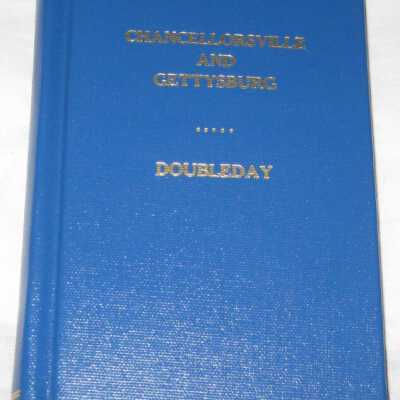 CHANCELLORSVILLE
AND
GETTYSBURG
.....
DOUBLEDAY